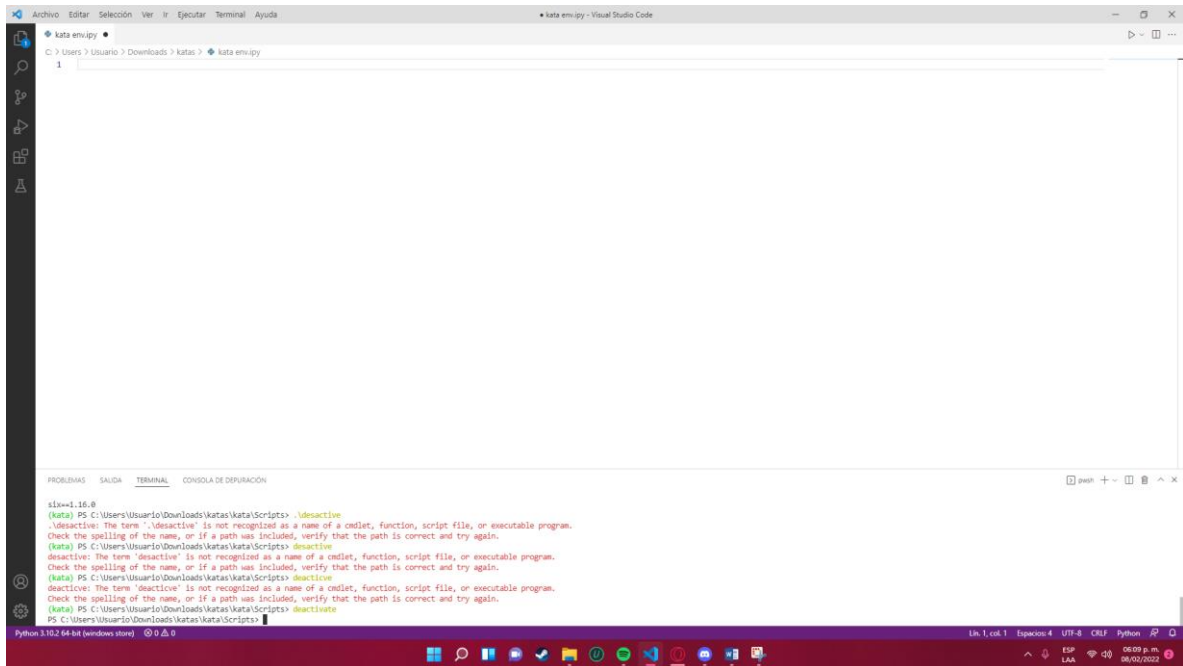 Archivo Editar Selección Ver Ir Ejecutar Terminal Ayuda
● kata env.ipy - Visual Studio Code
kata env.ipy ●
C: > Users > Usuario > Downloads > katas > kata env.ipy
1
PROBLEMAS SALIDA TERMINAL CONSOLA DE DEPURACIÓN
pwsh
six==1.16.0
(kata) PS C:\Users\Usuario\Downloads\katas\kata\Scripts> .\desactive
.\desactive: The term '.\desactive' is not recognized as a name of a cmdlet, function, script file, or executable program.
Check the spelling of the name, or if a path was included, verify that the path is correct and try again.
(kata) PS C:\Users\Usuario\Downloads\katas\kata\Scripts> desactive
desactive: The term 'desactive' is not recognized as a name of a cmdlet, function, script file, or executable program.
Check the spelling of the name, or if a path was included, verify that the path is correct and try again.
(kata) PS C:\Users\Usuario\Downloads\katas\kata\Scripts> deacticve
deacticve: The term 'deacticve' is not recognized as a name of a cmdlet, function, script file, or executable program.
Check the spelling of the name, or if a path was included, verify that the path is correct and try again.
(kata) PS C:\Users\Usuario\Downloads\katas\kata\Scripts> deactivate
PS C:\Users\Usuario\Downloads\katas\kata\Scripts>
Python 3.10.2 64-bit (windows store) 0 0
Lín. 1, col. 1 Espacios: 4 UTF-8 CRLF Python
ESP
LAA
06:09 p. m.
08/02/2022
2